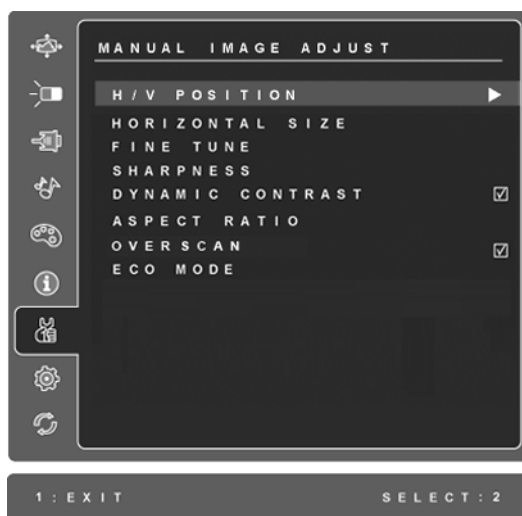 MANUAL IMAGE ADJUST
H/V POSITION
HORIZONTAL SIZE
FINE TUNE
SHARPNESS
DYNAMIC CONTRAST
ASPECT RATIO
OVERSCAN
ECO MODE
1:EXIT SELECT:2